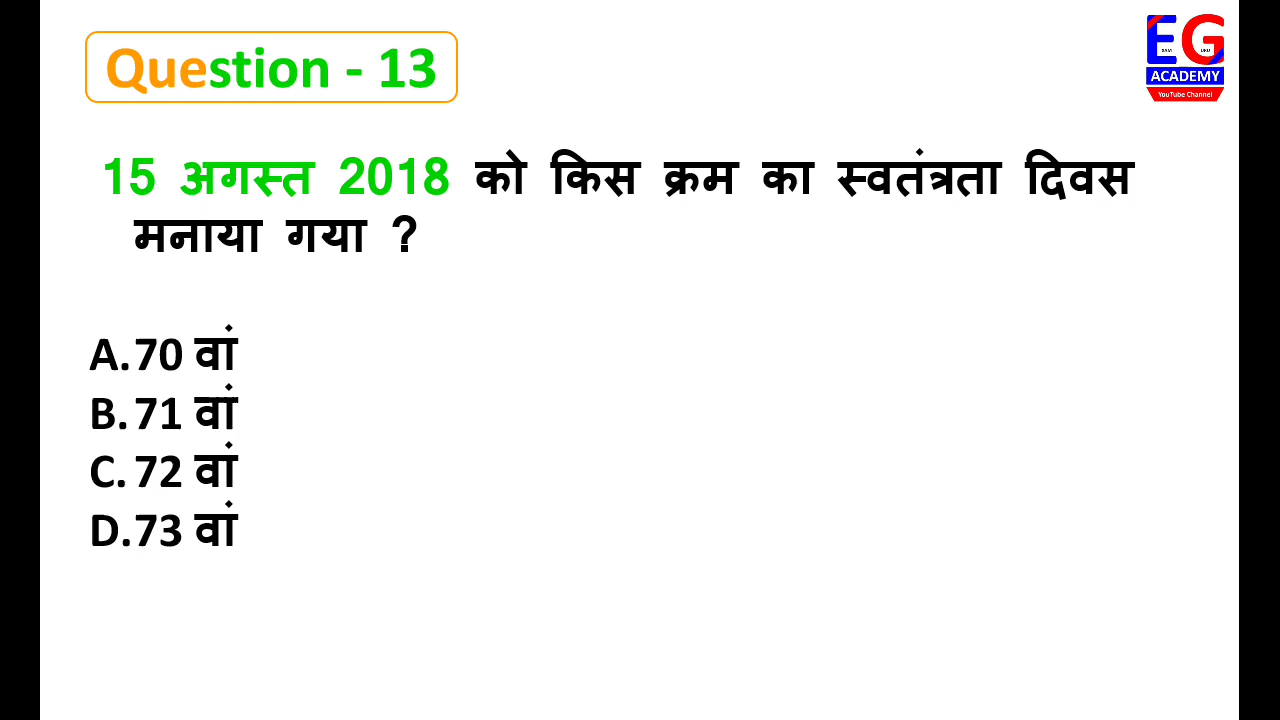 Question - 13
EG
ACADEMY
YouTube Channel
15 अगस्त 2018 को किस क्रम का स्वतंत्रता दिवस
मनाया गया ?
A. 70 वां
B. 71 वां
C. 72 वां
D. 73 वां